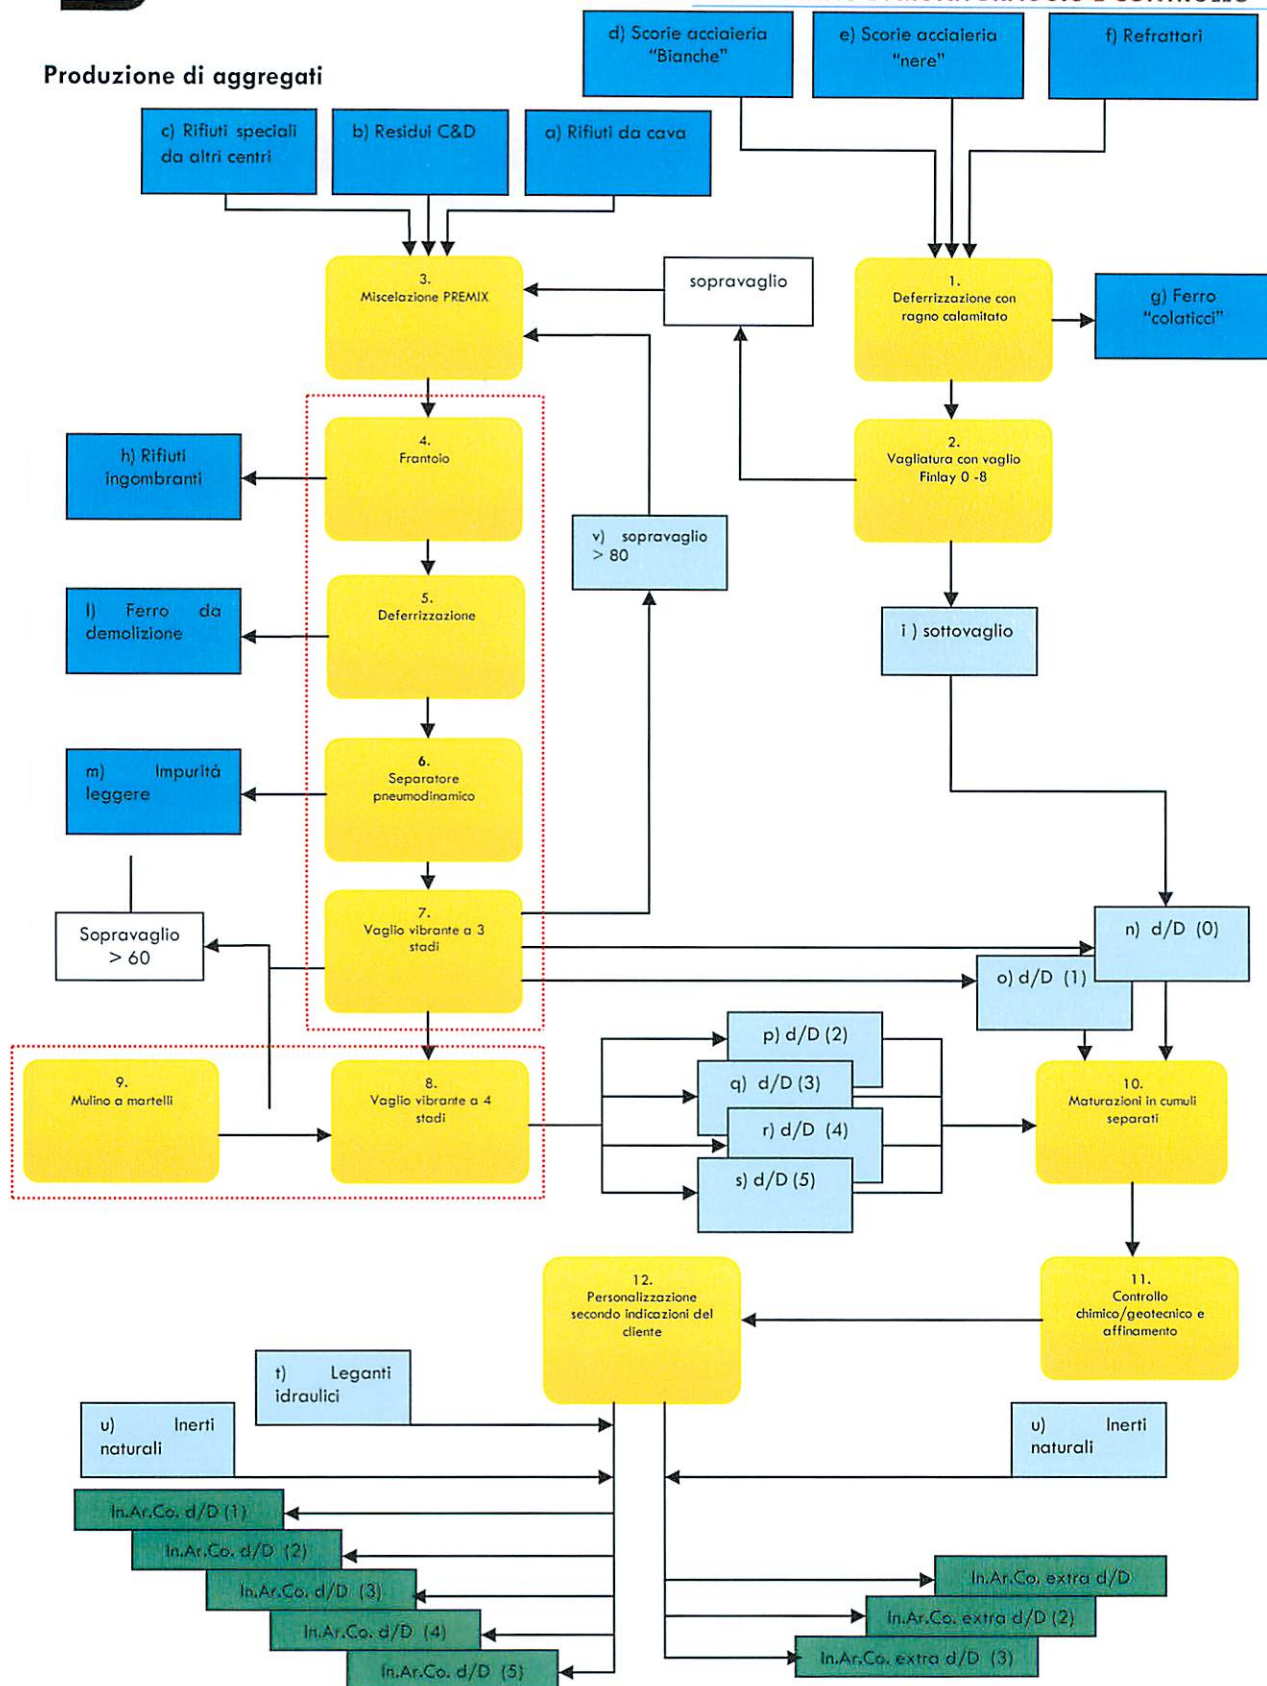 Produzione di aggregati
d) Scorie acciaieria
"Bianche"
e) Scorie acciaieria
"nere"
f) Refrattari
c) Rifiuti speciali
da altri centri
b) Residui C&D
a) Rifiuti da cava
3.
Miscelazione PREMIX
sopravaglio
1.
Deferrizzazione con
ragno calamitato
g) Ferro
"colaticci"
4.
Frantoio
2.
Vagliatura con vaglio
Finlay 0 -8
h) Rifiuti
ingombranti
v) sopravaglio
> 80
5.
Deferrizzazione
l) Ferro da
demolizione
i ) sottovaglio
6.
Separatore
pneumodinamico
m) Impurità
leggere
7.
Vaglio vibrante a 3
stadi
Sopravaglio
> 60
n) d/D (0)
o) d/D (1)
p) d/D (2)
q) d/D (3)
r) d/D (4)
s) d/D (5)
9.
Mulino a martelli
8.
Vaglio vibrante a 4
stadi
10.
Maturazioni in cumuli
separati
12.
Personalizzazione
secondo indicazioni del
cliente
11.
Controllo
chimico/geotecnico e
affinamento
t) Leganti
idraulici
u) Inerti
naturali
u) Inerti
naturali
In.Ar.Co. d/D (1)
In.Ar.Co. d/D (2)
In.Ar.Co. d/D (3)
In.Ar.Co. d/D (4)
In.Ar.Co. d/D (5)
In.Ar.Co. extra d/D
In.Ar.Co. extra d/D (2)
In.Ar.Co. extra d/D (3)